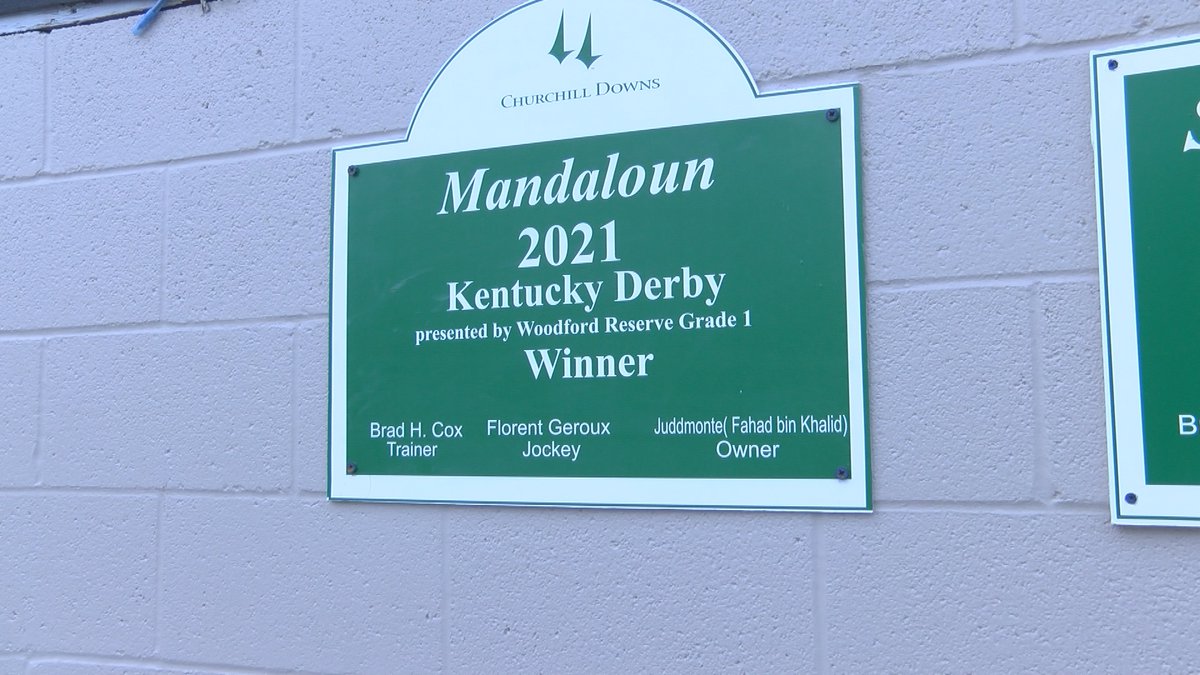 CHURCHILL DOWNS
Mandaloun
2021
Kentucky Derby
presented by Woodford Reserve Grade 1
Winner
Brad H. Cox
Trainer
Florent Geroux
Jockey
Juddmonte( Fahad bin Khalid)
Owner
S
B